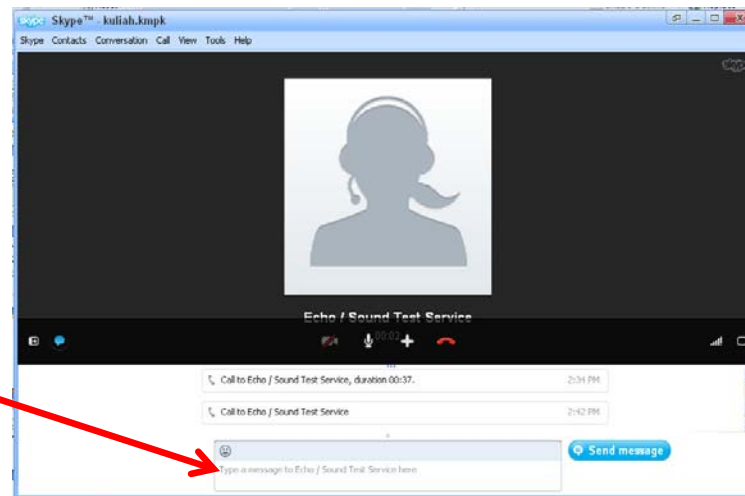 Skype™ - kuliah.kmpk
Skype Contacts Conversation Call View Tools Help
Echo / Sound Test Service
00:02
Call to Echo / Sound Test Service, duration 00:37. 2:34 PM
Call to Echo / Sound Test Service 2:42 PM
Send message
Type a message to Echo / Sound Test Service here